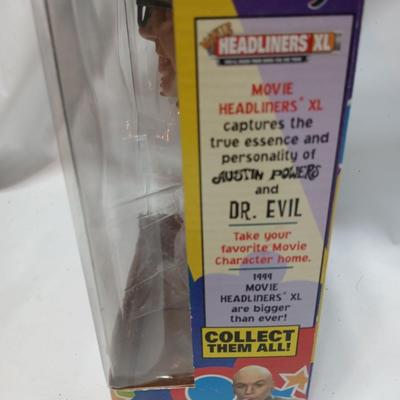 HEADLINERS XL
MOVIE
HEADLINERS® XL
captures the
true essence and
personality of
AUSTIN POWERS
and
DR. EVIL
Take your
favorite Movie
Character home.
1999
MOVIE
HEADLINERS® XL
are bigger
than ever!
COLLECT
THEM ALL!